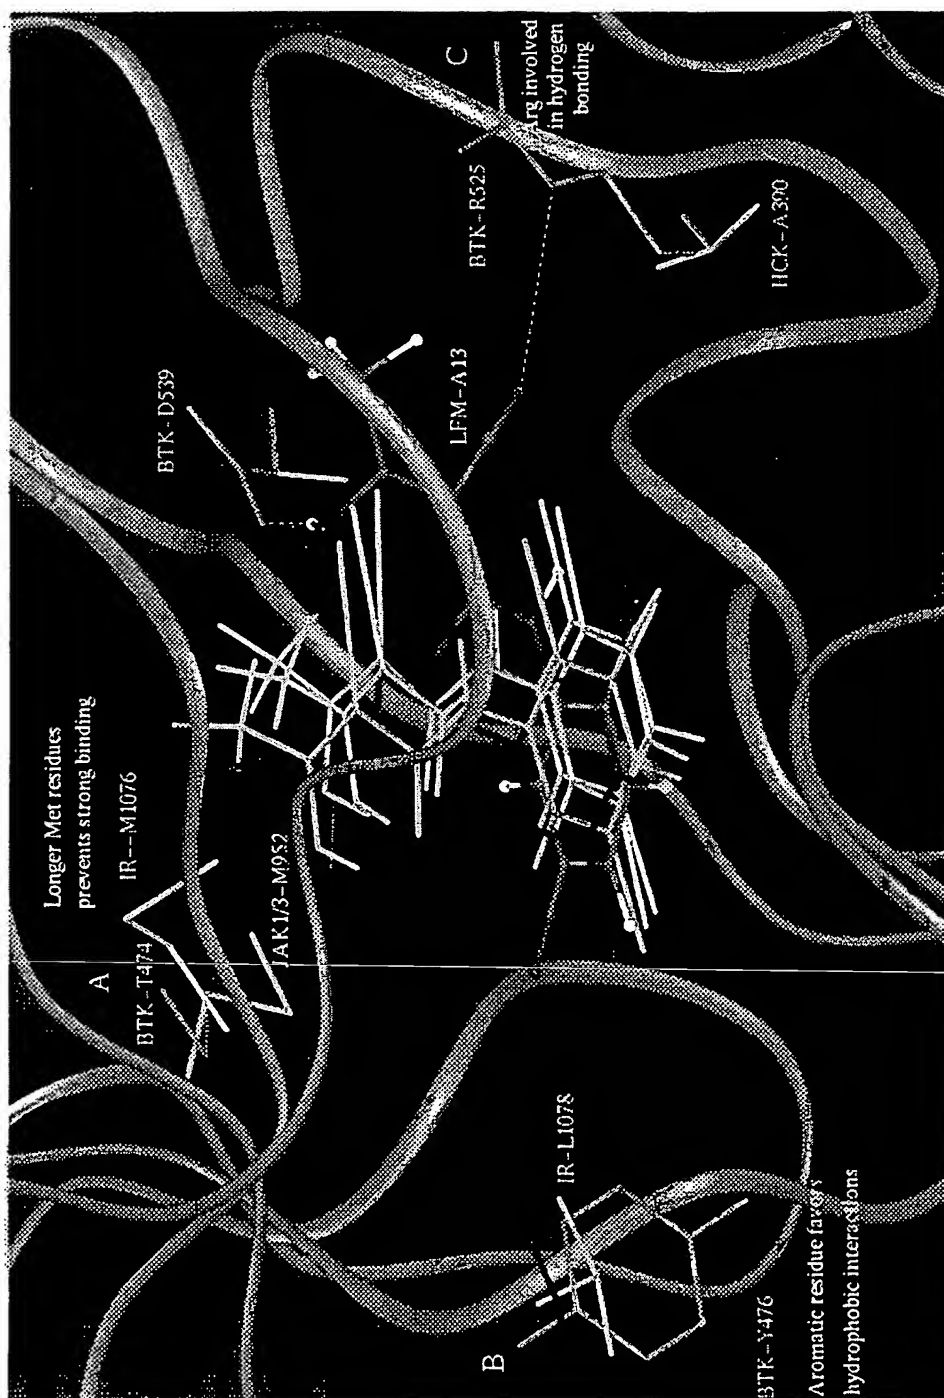 Longer Met residues
prevents strong binding
A
IR-M1076
BTK-T474
BTK-D539
JAK1/3-M952
C
Arg involved
in hydrogen
bonding
LFM-A13
BTK-R525
B
IR-L1078
HCK-A390
BTK-Y476
Aromatic residue favors
hydrophobic interactions